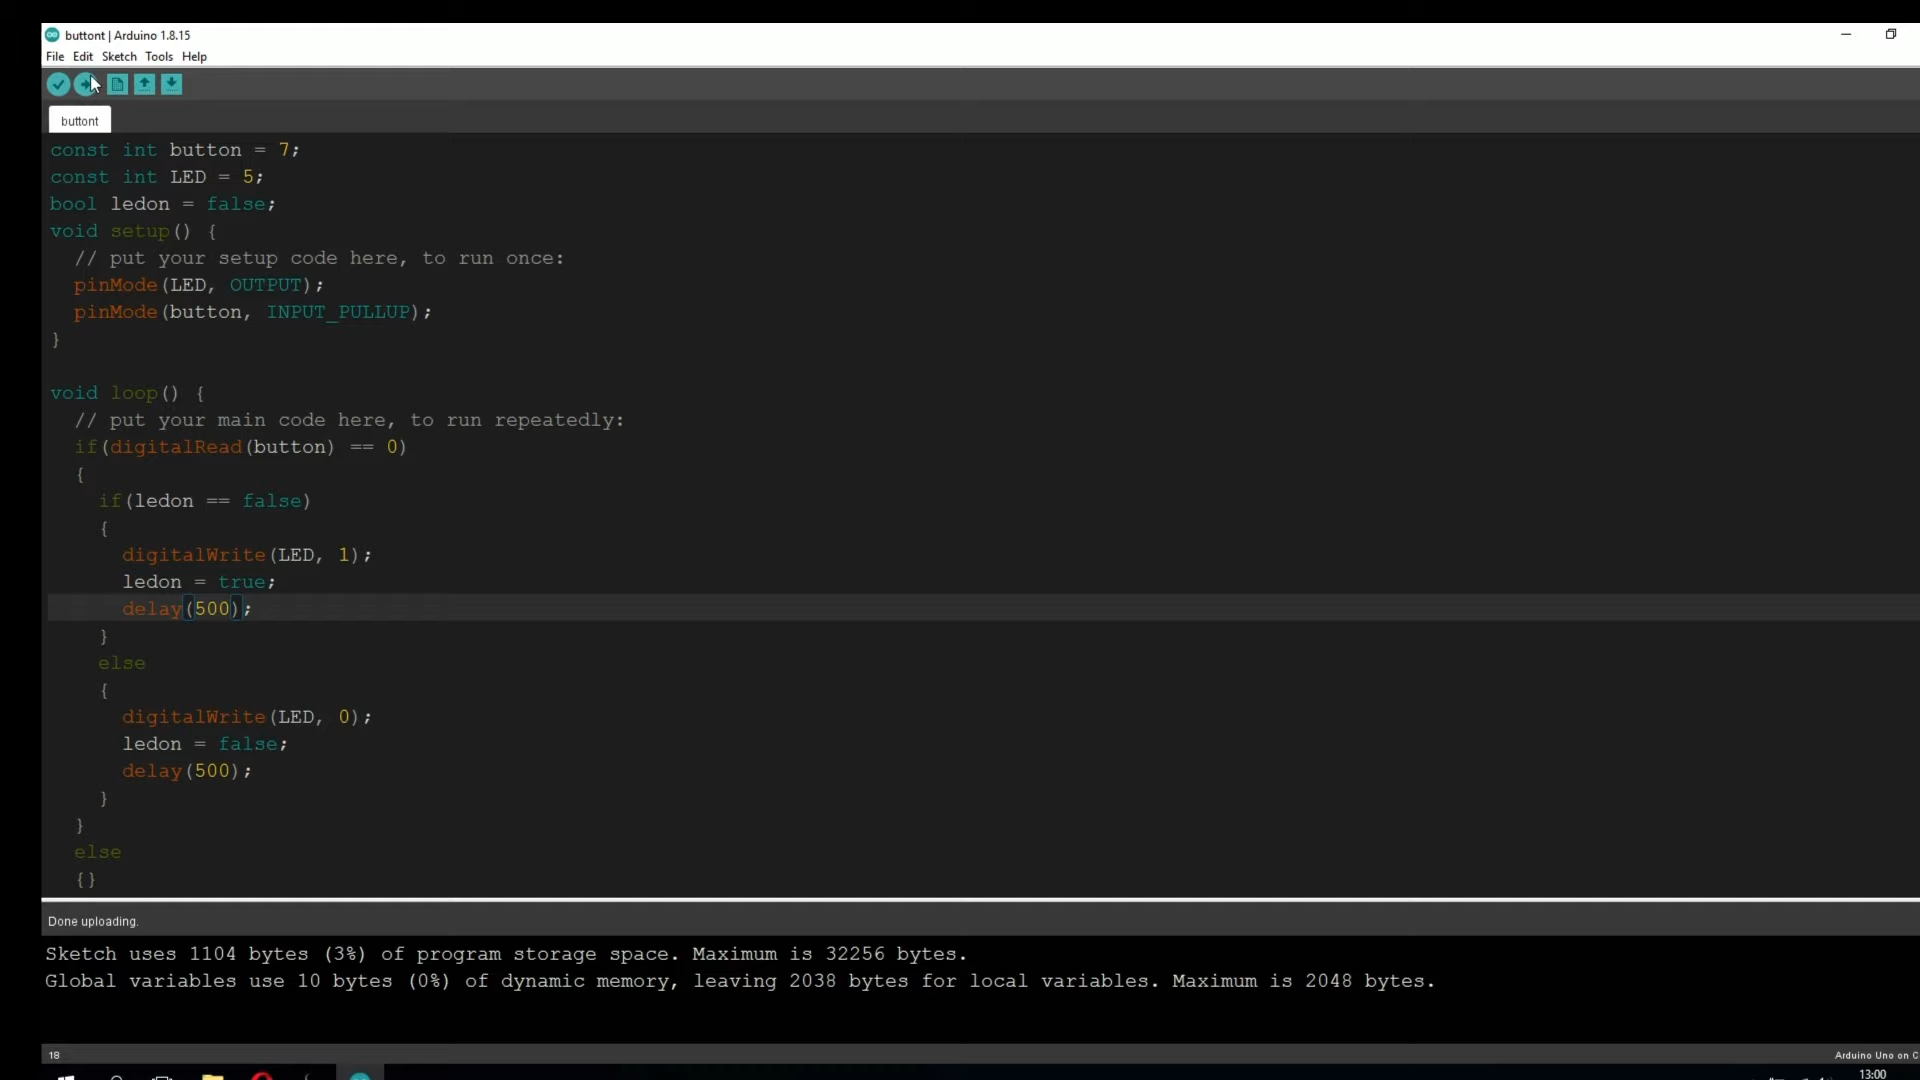 buttont | Arduino 1.8.15
File Edit Sketch Tools Help
buttont
const int button = 7;
const int LED = 5;
bool ledon = false;
void setup() {
  // put your setup code here, to run once:
  pinMode(LED, OUTPUT);
  pinMode(button, INPUT_PULLUP);
}
void loop() {
  // put your main code here, to run repeatedly:
  if(digitalRead(button) == 0)
  {
    if(ledon == false)
    {
      digitalWrite(LED, 1);
      ledon = true;
      delay(500);
    }
    else
    {
      digitalWrite(LED, 0);
      ledon = false;
      delay(500);
    }
  }
  else
  {}
Done uploading.
Sketch uses 1104 bytes (3%) of program storage space. Maximum is 32256 bytes.
Global variables use 10 bytes (0%) of dynamic memory, leaving 2038 bytes for local variables. Maximum is 2048 bytes.
18
Arduino Uno on
13:00